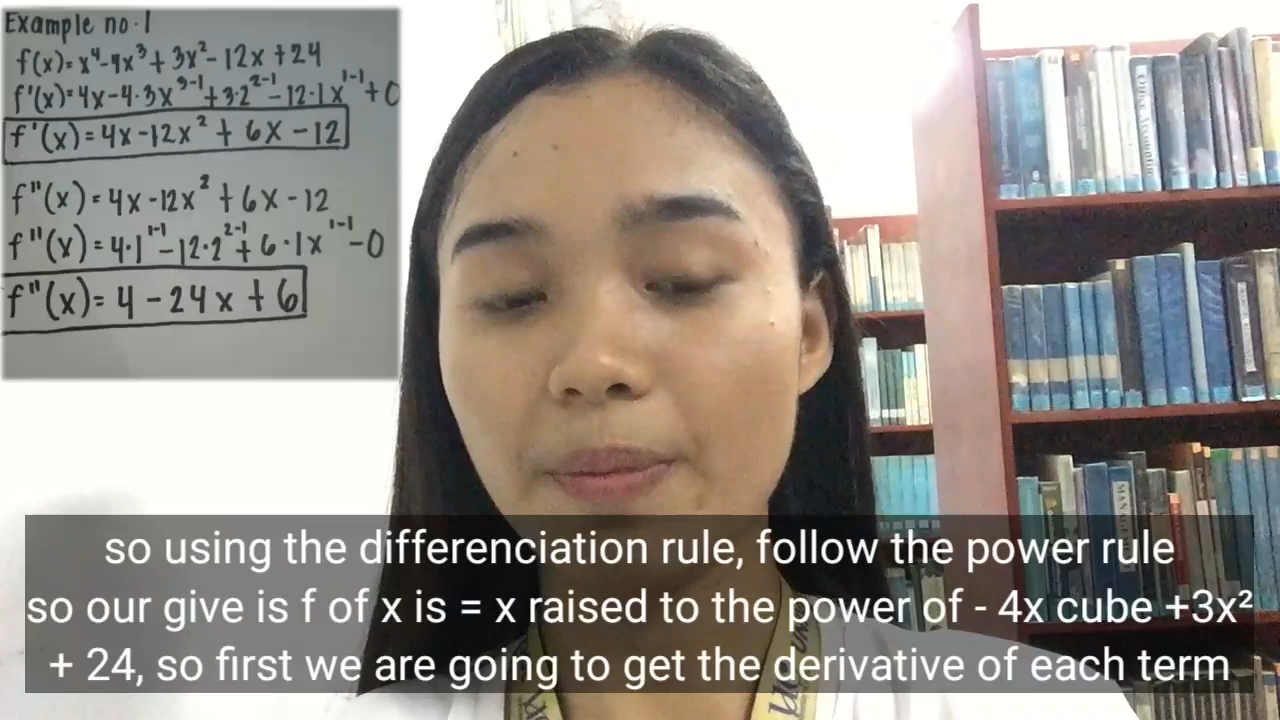 Example no. 1
f(x) = x⁴ - 4x³ + 3x² - 12x + 24
f'(x) = 4x - 4·3x³⁻¹ + 3·2²⁻¹ - 12·1x¹⁻¹ + 0
f'(x) = 4x - 12x² + 6x - 12
f"(x) = 4x - 12x² + 6x - 12
f"(x) = 4·1¹⁻¹ - 12·2²⁻¹ + 6·1x¹⁻¹ - 0
f"(x) = 4 - 24x + 6
so using the differenciation rule, follow the power rule
so our give is f of x is = x raised to the power of - 4x cube +3x²
+ 24, so first we are going to get the derivative of each term